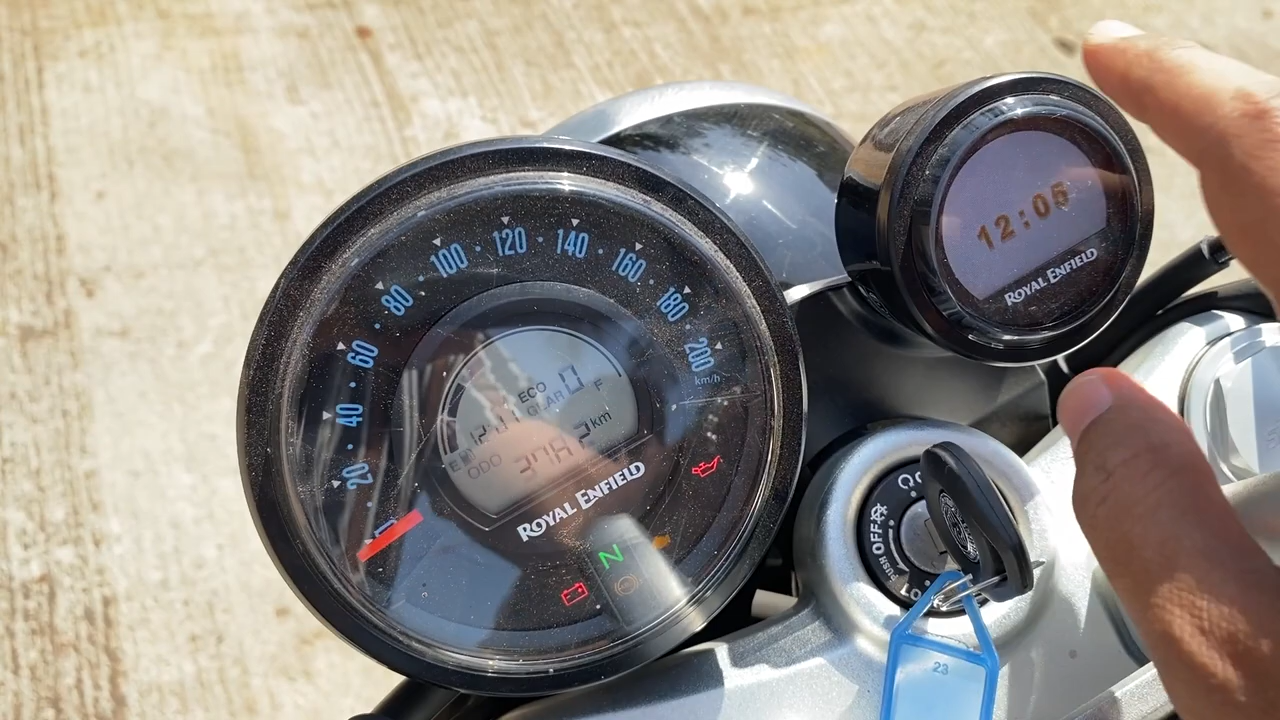 20
40
60
80
100
120
140
160
180
200
km/h
ECO
GEAR 0
F
E
ODO
km
ROYAL ENFIELD
N
12:05
ROYAL ENFIELD
OFF
PUSH
23